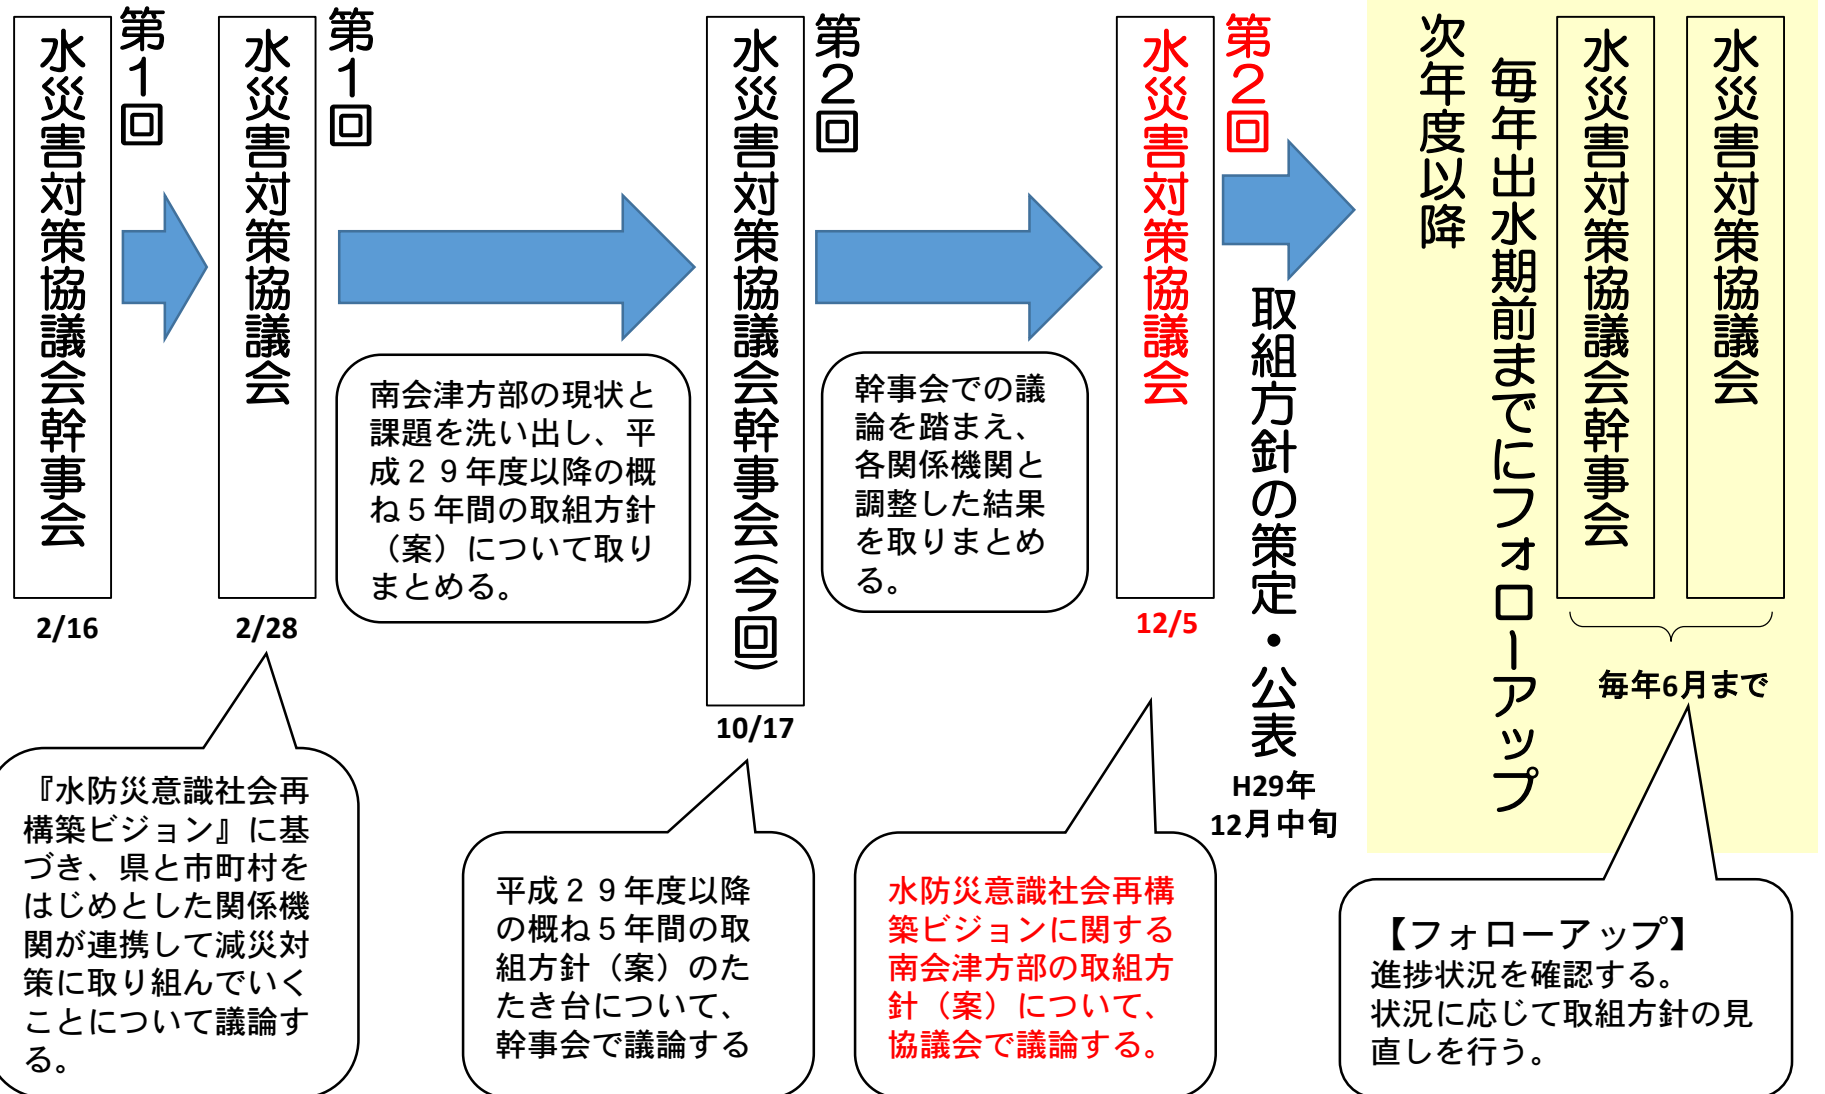 第1回
水災害対策協議会幹事会
2/16
第1回
水災害対策協議会
2/28
『水防災意識社会再
構築ビジョン』に基
づき、県と市町村を
はじめとした関係機
関が連携して減災対
策に取り組んでいく
ことについて議論す
る。
南会津方部の現状と
課題を洗い出し、平
成２９年度以降の概
ね５年間の取組方針
（案）について取り
まとめる。
第2回
水災害対策協議会幹事会(今回)
10/17
平成２９年度以降
の概ね５年間の取
組方針（案）のた
たき台について、
幹事会で議論する
幹事会での議
論を踏まえ、
各関係機関と
調整した結果
を取りまとめ
る。
第2回
水災害対策協議会
12/5
水防災意識社会再構
築ビジョンに関する
南会津方部の取組方
針（案）について、
協議会で議論する。
取組方針の策定・公表
H29年
12月中旬
次年度以降
毎年出水期前までにフォローアップ
水災害対策協議会幹事会
水災害対策協議会
毎年6月まで
【フォローアップ】
進捗状況を確認する。
状況に応じて取組方針の見
直しを行う。